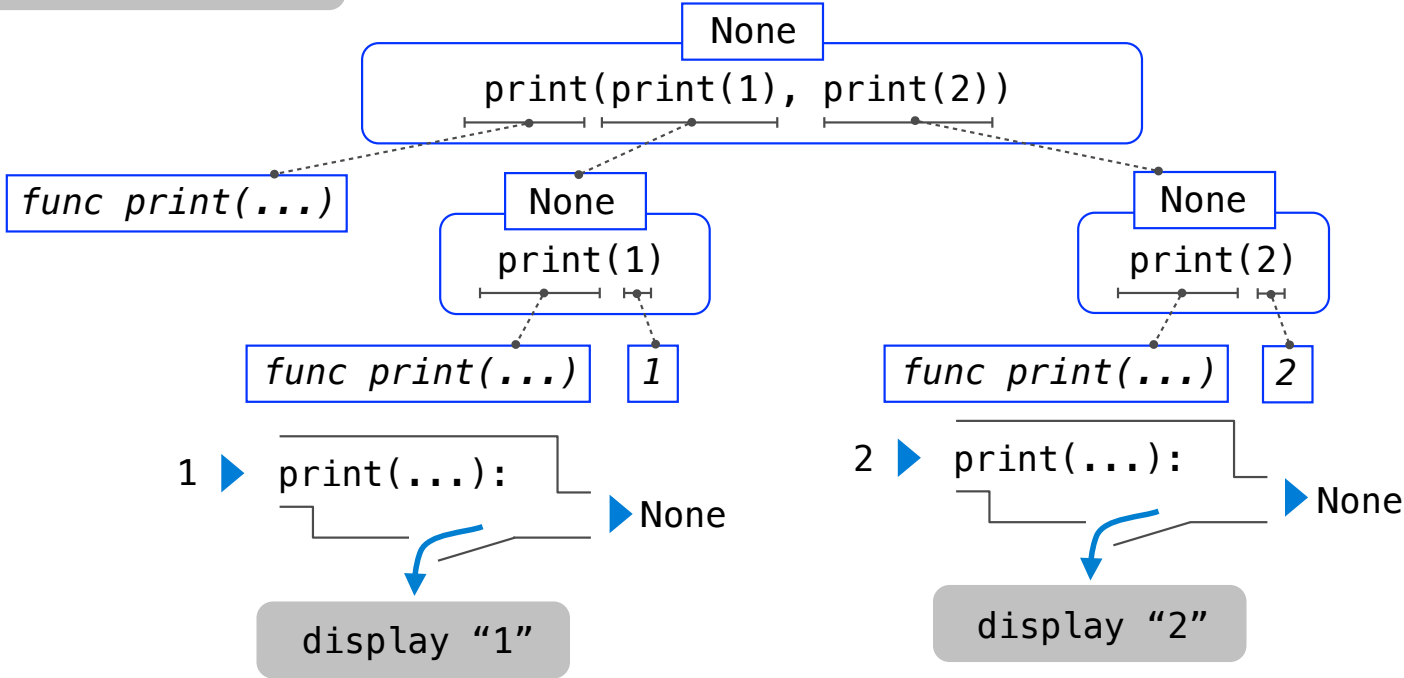 None
print(print(1), print(2))
func print(...)
None
None
print(1)
print(2)
func print(...)
1
func print(...)
2
1
print(...):
None
2
print(...):
None
display “1”
display “2”